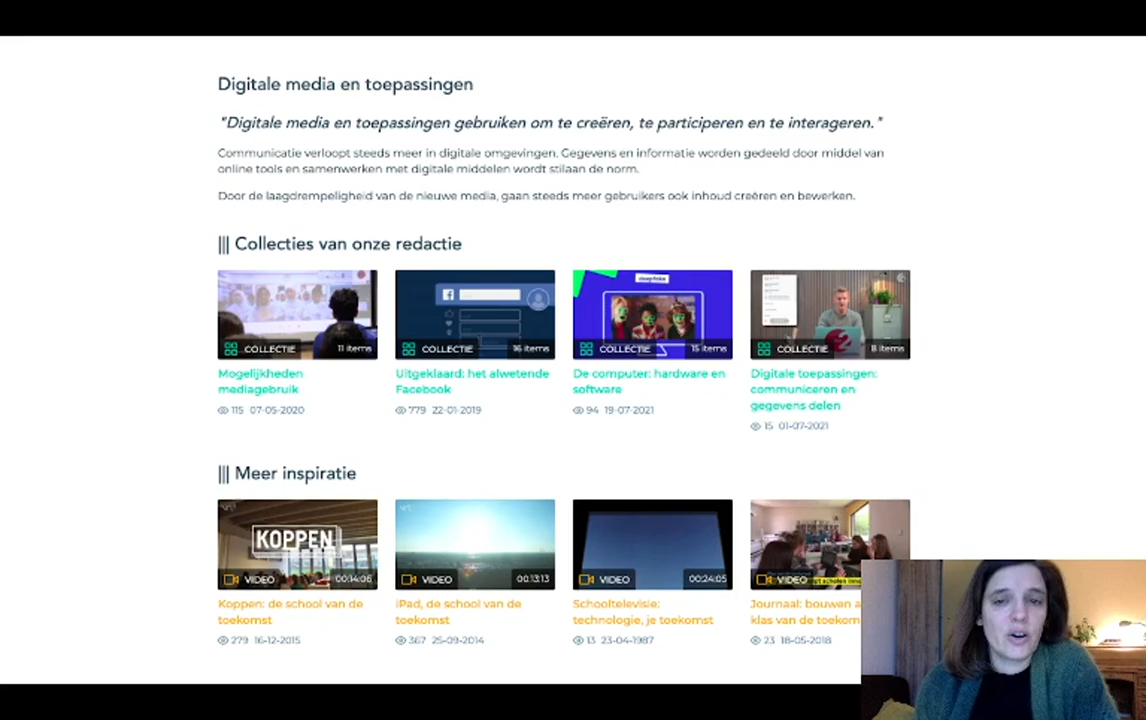 Digitale media en toepassingen
"Digitale media en toepassingen gebruiken om te creëren, te participeren en te interageren."
Communicatie verloopt steeds meer in digitale omgevingen. Gegevens en informatie worden gedeeld door middel van
online tools en samenwerken met digitale middelen wordt stilaan de norm.
Door de laagdrempeligheid van de nieuwe media, gaan steeds meer gebruikers ook inhoud creëren en bewerken.
||| Collecties van onze redactie
COLLECTIE 11 items
COLLECTIE 16 items
COLLECTIE 15 items
COLLECTIE 8 items
Mogelijkheden
mediagebruik
115 07-05-2020
Uitgeklaard: het alwetende
Facebook
779 22-01-2019
De computer: hardware en
software
94 19-07-2021
Digitale toepassingen:
communiceren en
gegevens delen
15 01-07-2021
||| Meer inspiratie
KOPPEN
VIDEO 00:14:06
VIDEO 00:13:13
VIDEO 00:24:05
VIDEO
Koppen: de school van de
toekomst
279 16-12-2015
iPad, de school van de
toekomst
367 25-09-2014
Schooltelevisie:
technologie, je toekomst
13 23-04-1987
Journaal: bouwen a
klas van de toekom
23 18-05-2018